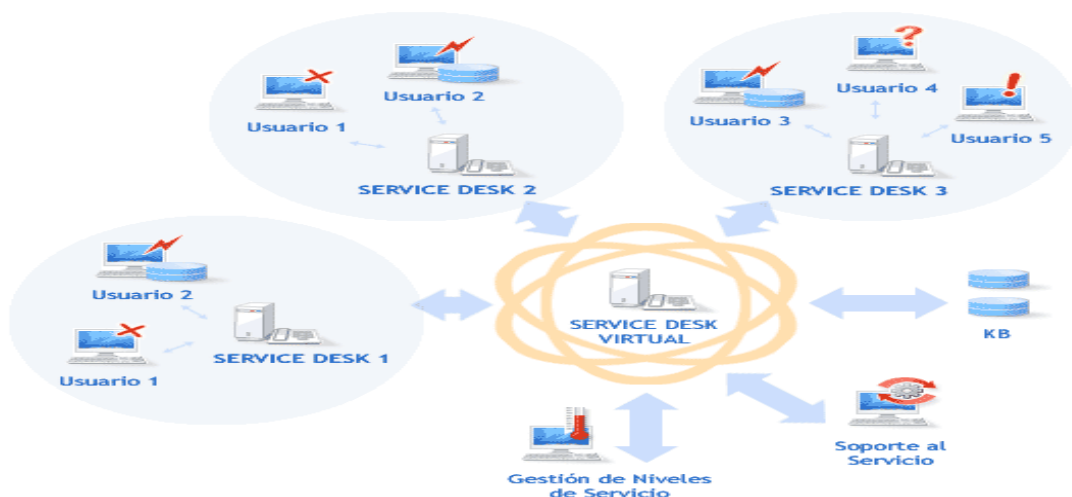 Usuario 2
Usuario 1
SERVICE DESK 2
Usuario 4
Usuario 3
Usuario 5
SERVICE DESK 3
Usuario 2
SERVICE DESK 1
Usuario 1
SERVICE DESK
VIRTUAL
KB
Soporte al
Servicio
Gestión de Niveles
de Servicio